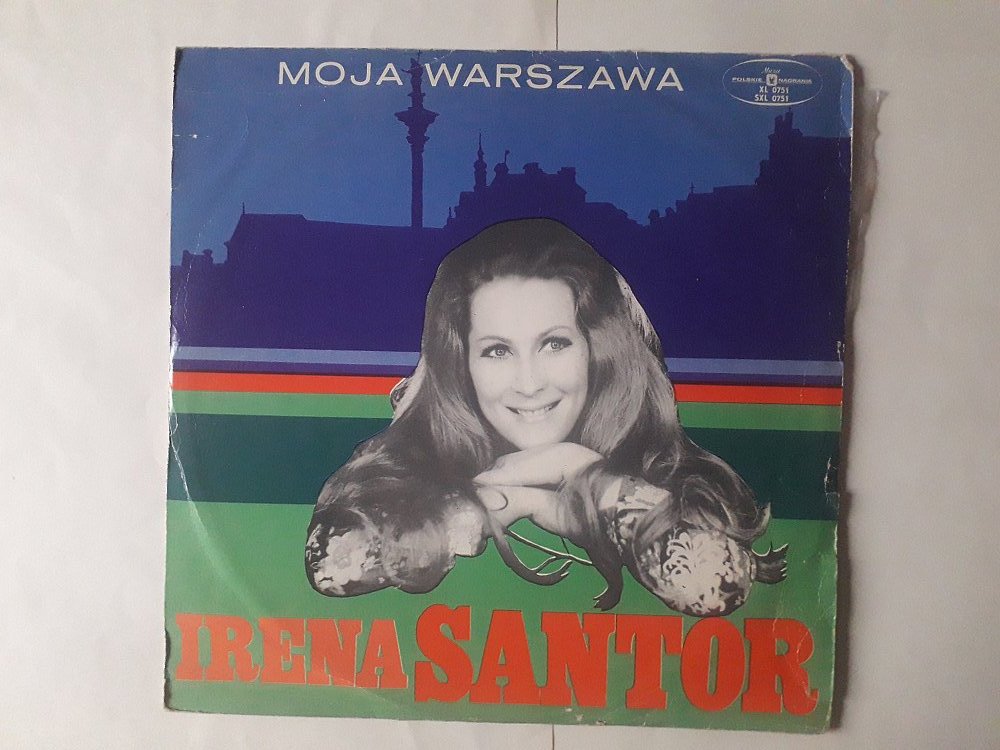 MOJA WARSZAWA
Muza
POLSKIE NAGRANIA
XL 0751
SXL 0751
IRENA SANTOR